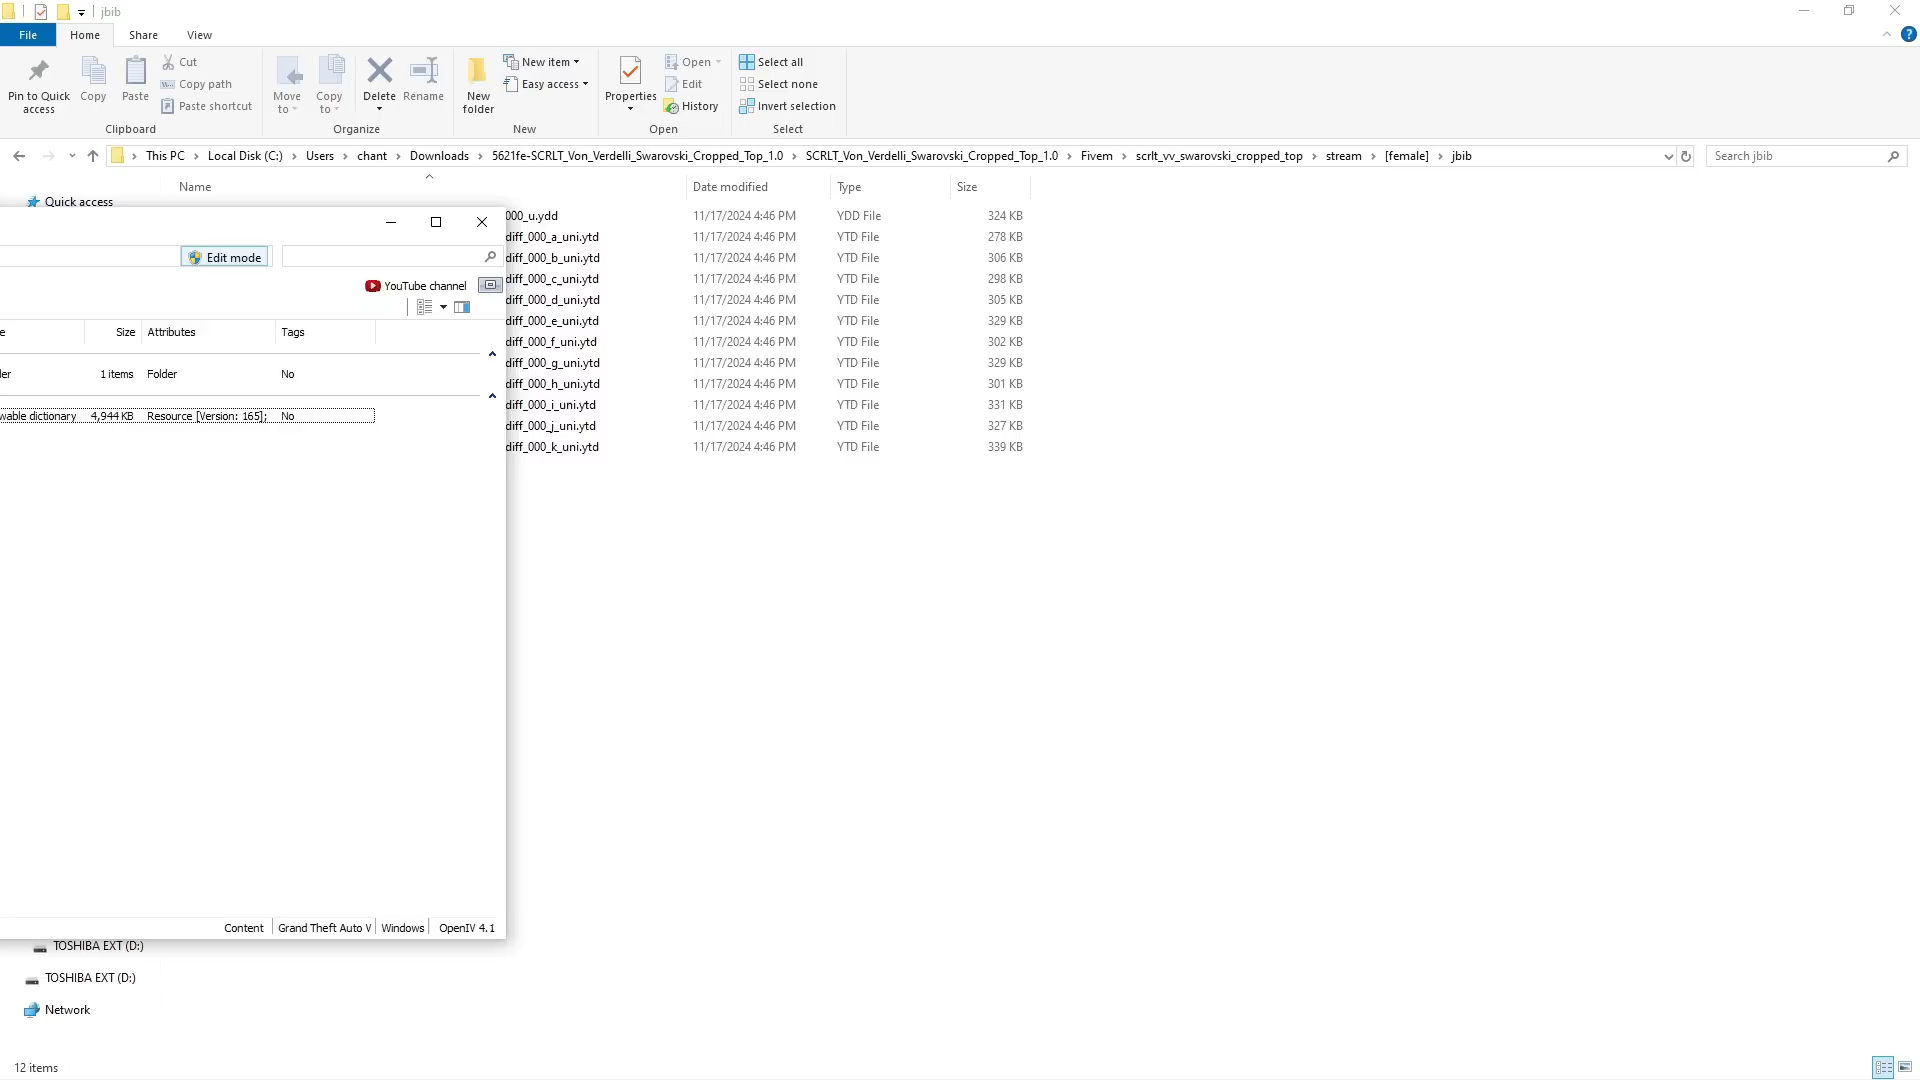 jbib
File Home Share View
Pin to Quick access
Copy
Paste
Cut
Copy path
Paste shortcut
Clipboard
Move to
Copy to
Delete
Rename
Organize
New folder
New item
Easy access
New
Properties
Open
Edit
History
Open
Select all
Select none
Invert selection
Select
This PC Local Disk (C:) Users chant Downloads 5621fe-SCRLT_Von_Verdelli_Swarovski_Cropped_Top_1.0 SCRLT_Von_Verdelli_Swarovski_Cropped_Top_1.0 Fivem scrlt_vv_swarovski_cropped_top stream [female] jbib
Search jbib
Name Date modified Type Size
Quick access
000_u.ydd 11/17/2024 4:46 PM YDD File 324 KB
diff_000_a_uni.ytd 11/17/2024 4:46 PM YTD File 278 KB
diff_000_b_uni.ytd 11/17/2024 4:46 PM YTD File 306 KB
diff_000_c_uni.ytd 11/17/2024 4:46 PM YTD File 298 KB
diff_000_d_uni.ytd 11/17/2024 4:46 PM YTD File 305 KB
diff_000_e_uni.ytd 11/17/2024 4:46 PM YTD File 329 KB
diff_000_f_uni.ytd 11/17/2024 4:46 PM YTD File 302 KB
diff_000_g_uni.ytd 11/17/2024 4:46 PM YTD File 329 KB
diff_000_h_uni.ytd 11/17/2024 4:46 PM YTD File 301 KB
diff_000_i_uni.ytd 11/17/2024 4:46 PM YTD File 331 KB
diff_000_j_uni.ytd 11/17/2024 4:46 PM YTD File 327 KB
diff_000_k_uni.ytd 11/17/2024 4:46 PM YTD File 339 KB
Edit mode
YouTube channel
e Size Attributes Tags
ler 1 items Folder No
wable dictionary 4,944 KB Resource [Version: 165]; No
Content Grand Theft Auto V Windows OpenIV 4.1
TOSHIBA EXT (D:)
TOSHIBA EXT (D:)
Network
12 items